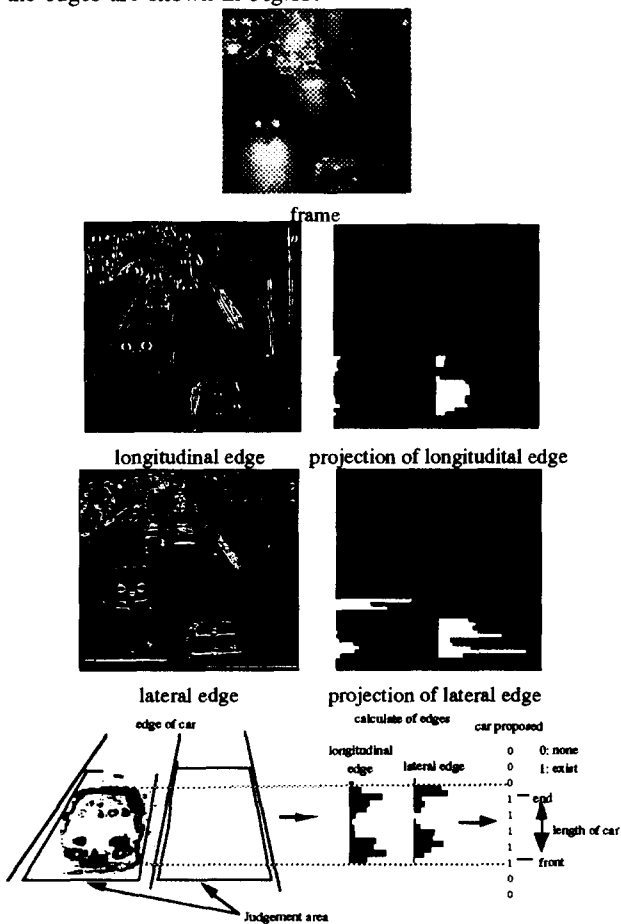 the edges are shown in
frame
longitudinal edge projection of longitudital edge
lateral edge projection of lateral edge
edge of car calculate of edges car proposed
longitudinal edge lateral edge
0 0: none
0 1: exist
0
1 end
1
1 length of car
1
1
1 front
0
0
Judgement area